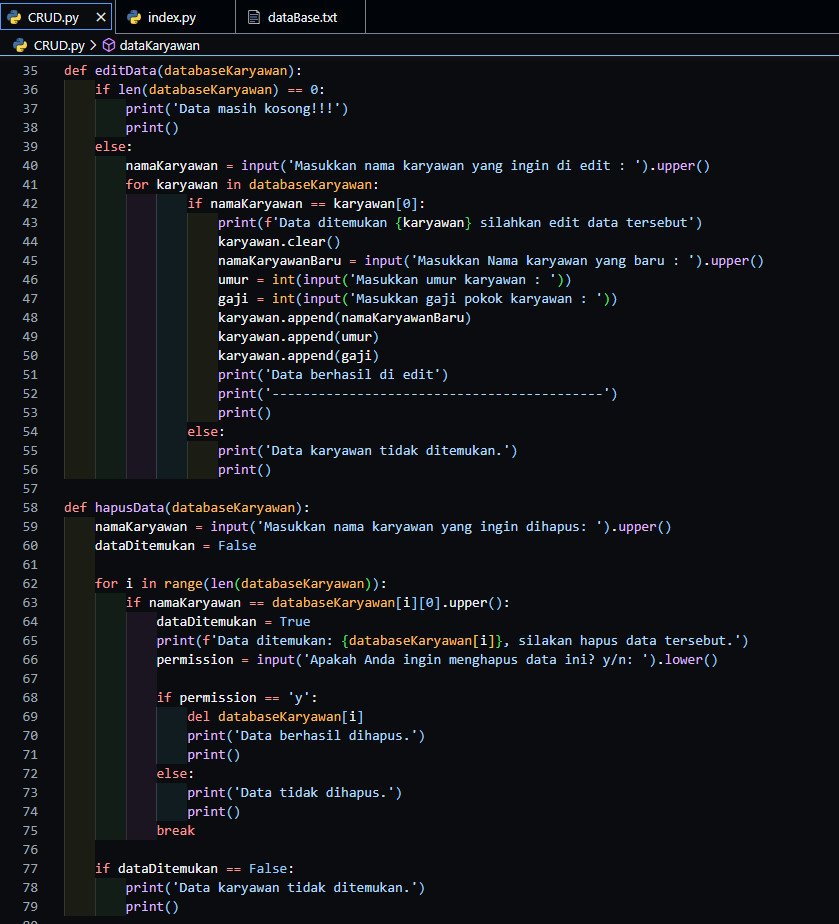 CRUD.py × index.py dataBase.txt
CRUD.py > dataKaryawan
35 def editData(databaseKaryawan):
36     if len(databaseKaryawan) == 0:
37         print('Data masih kosong!!!')
38         print()
39     else:
40         namaKaryawan = input('Masukkan nama karyawan yang ingin di edit : ').upper()
41         for karyawan in databaseKaryawan:
42                 if namaKaryawan == karyawan[0]:
43                     print(f'Data ditemukan {karyawan} silahkan edit data tersebut')
44                     karyawan.clear()
45                     namaKaryawanBaru = input('Masukkan Nama karyawan yang baru : ').upper()
46                     umur = int(input('Masukkan umur karyawan : '))
47                     gaji = int(input('Masukkan gaji pokok karyawan : '))
48                     karyawan.append(namaKaryawanBaru)
49                     karyawan.append(umur)
50                     karyawan.append(gaji)
51                     print('Data berhasil di edit')
52                     print('-------------------------------------------')
53                     print()
54                 else:
55                     print('Data karyawan tidak ditemukan.')
56                     print()
57
58 def hapusData(databaseKaryawan):
59     namaKaryawan = input('Masukkan nama karyawan yang ingin dihapus: ').upper()
60     dataDitemukan = False
61
62     for i in range(len(databaseKaryawan)):
63         if namaKaryawan == databaseKaryawan[i][0].upper():
64             dataDitemukan = True
65             print(f'Data ditemukan: {databaseKaryawan[i]}, silakan hapus data tersebut.')
66             permission = input('Apakah Anda ingin menghapus data ini? y/n: ').lower()
67
68             if permission == 'y':
69                 del databaseKaryawan[i]
70                 print('Data berhasil dihapus.')
71                 print()
72             else:
73                 print('Data tidak dihapus.')
74                 print()
75             break
76
77     if dataDitemukan == False:
78         print('Data karyawan tidak ditemukan.')
79         print()